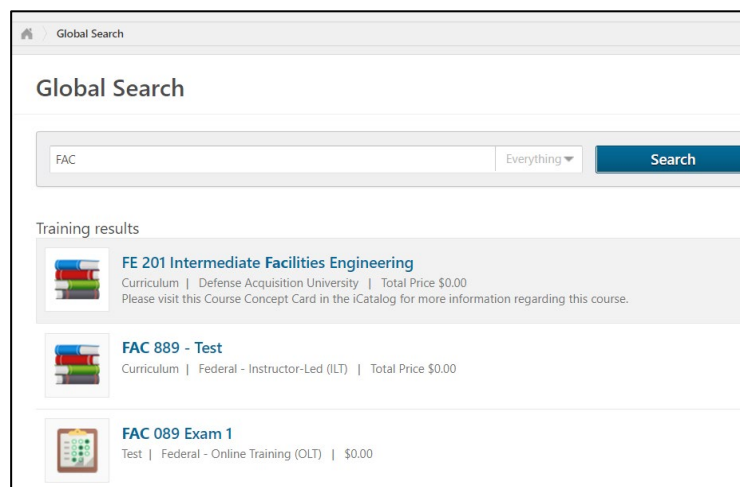 Global Search
Global Search
FAC
Everything
Search
Training results
FE 201 Intermediate Facilities Engineering
Curriculum | Defense Acquisition University | Total Price $0.00
Please visit this Course Concept Card in the iCatalog for more information regarding this course.
FAC 889 - Test
Curriculum | Federal - Instructor-Led (ILT) | Total Price $0.00
FAC 089 Exam 1
Test | Federal - Online Training (OLT) | $0.00